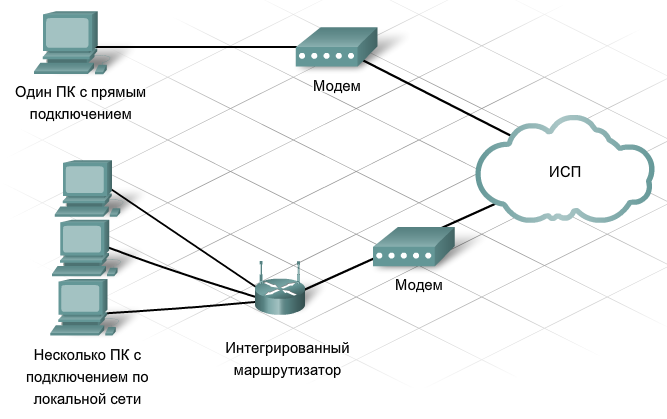 Один ПК с прямым
подключением
Модем
ИСП
Модем
Интегрированный
маршрутизатор
Несколько ПК с
подключением по
локальной сети